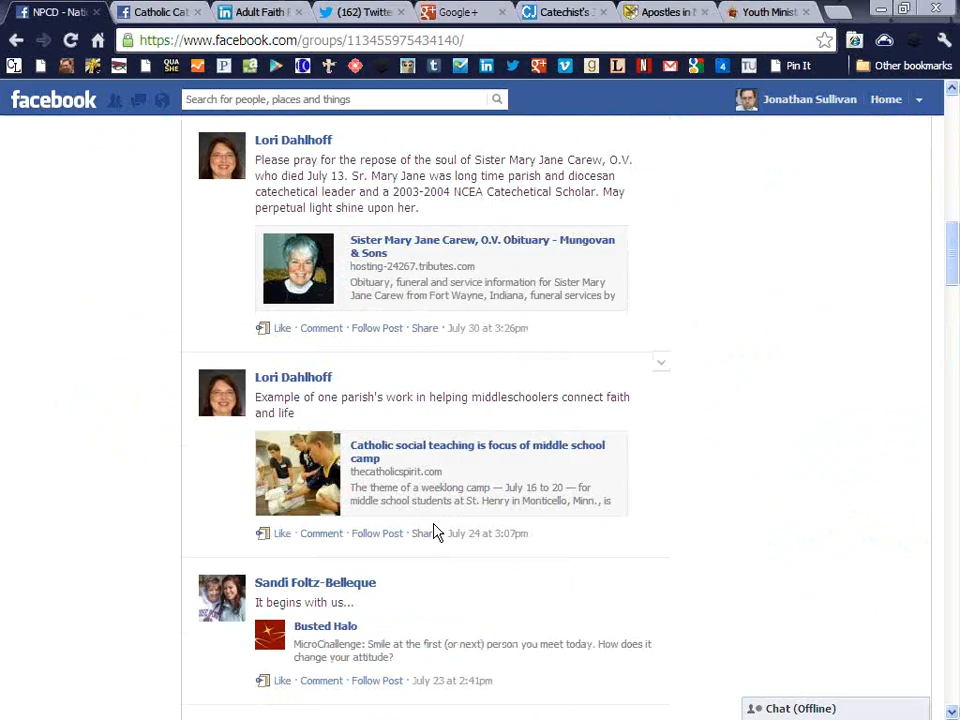 NPCD - Nati
Catholic Cat
Adult Faith F
(162) Twitte
Google+
Catechist's J
Apostles in M
Youth Minist
https://www.facebook.com/groups/113455975434140/
Pin It
Other bookmarks
facebook
Search for people, places and things
Jonathan Sullivan
Home
Lori Dahlhoff
Please pray for the repose of the soul of Sister Mary Jane Carew, O.V.
who died July 13. Sr. Mary Jane was long time parish and diocesan
catechetical leader and a 2003-2004 NCEA Catechetical Scholar. May
perpetual light shine upon her.
Sister Mary Jane Carew, O.V. Obituary - Mungovan
& Sons
hosting-24267.tributes.com
Obituary, funeral and service information for Sister Mary
Jane Carew from Fort Wayne, Indiana, funeral services by
Like · Comment · Follow Post · Share · July 30 at 3:26pm
Lori Dahlhoff
Example of one parish's work in helping middleschoolers connect faith
and life
Catholic social teaching is focus of middle school
camp
thecatholicspirit.com
The theme of a weeklong camp — July 16 to 20 — for
middle school students at St. Henry in Monticello, Minn., is
Like · Comment · Follow Post · Share July 24 at 3:07pm
Sandi Foltz-Belleque
It begins with us...
Busted Halo
MicroChallenge: Smile at the first (or next) person you meet today. How does it
change your attitude?
Like · Comment · Follow Post · July 23 at 2:41pm
Chat (Offline)